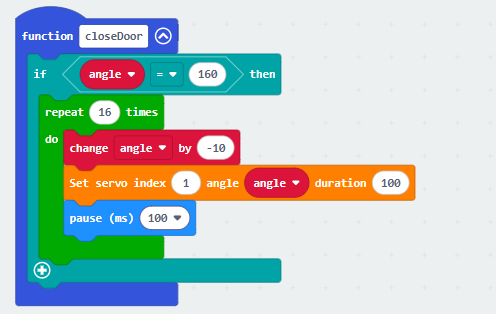 function closeDoor
if angle = 160 then
repeat 16 times
do
change angle by -10
Set servo index 1 angle angle duration 100
pause (ms) 100